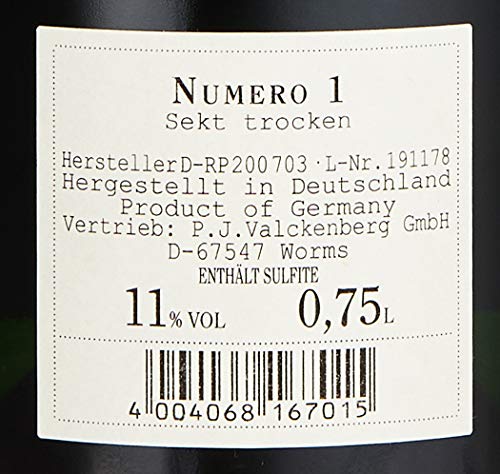 NUMERO 1
Sekt trocken
Hersteller D-RP200703 · L-Nr. 191178
Hergestellt in Deutschland
Product of Germany
Vertrieb: P.J.Valckenberg GmbH
D-67547 Worms
ENTHÄLT SULFITE
11% VOL 0,75L
4 004068 167015